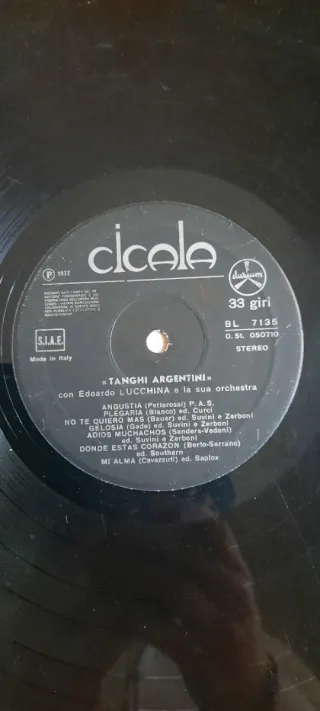 cicala
P 1977
durium
33 giri
BL 7135
O. St. 050710
STEREO
S.I.A.E.
Made in Italy
«TANGHI ARGENTINI»
con Edoardo LUCCHINA e la sua orchestra
ANGUSTIA (Pettorossi) P.A.S.
PLEGARIA (Bianco) ed. Curci
NO TE QUIERO MAS (Bauer) ed. Suvini e Zerboni
GELOSIA (Gade) ed. Suvini e Zerboni
ADIOS MUCHACHOS (Sanders-Vedani)
ed. Suvini e Zerboni
DONDE ESTAS CORAZON (Berto-Serrano)
ed. Southern
MI ALMA (Cavazzuti) ed. Saplox